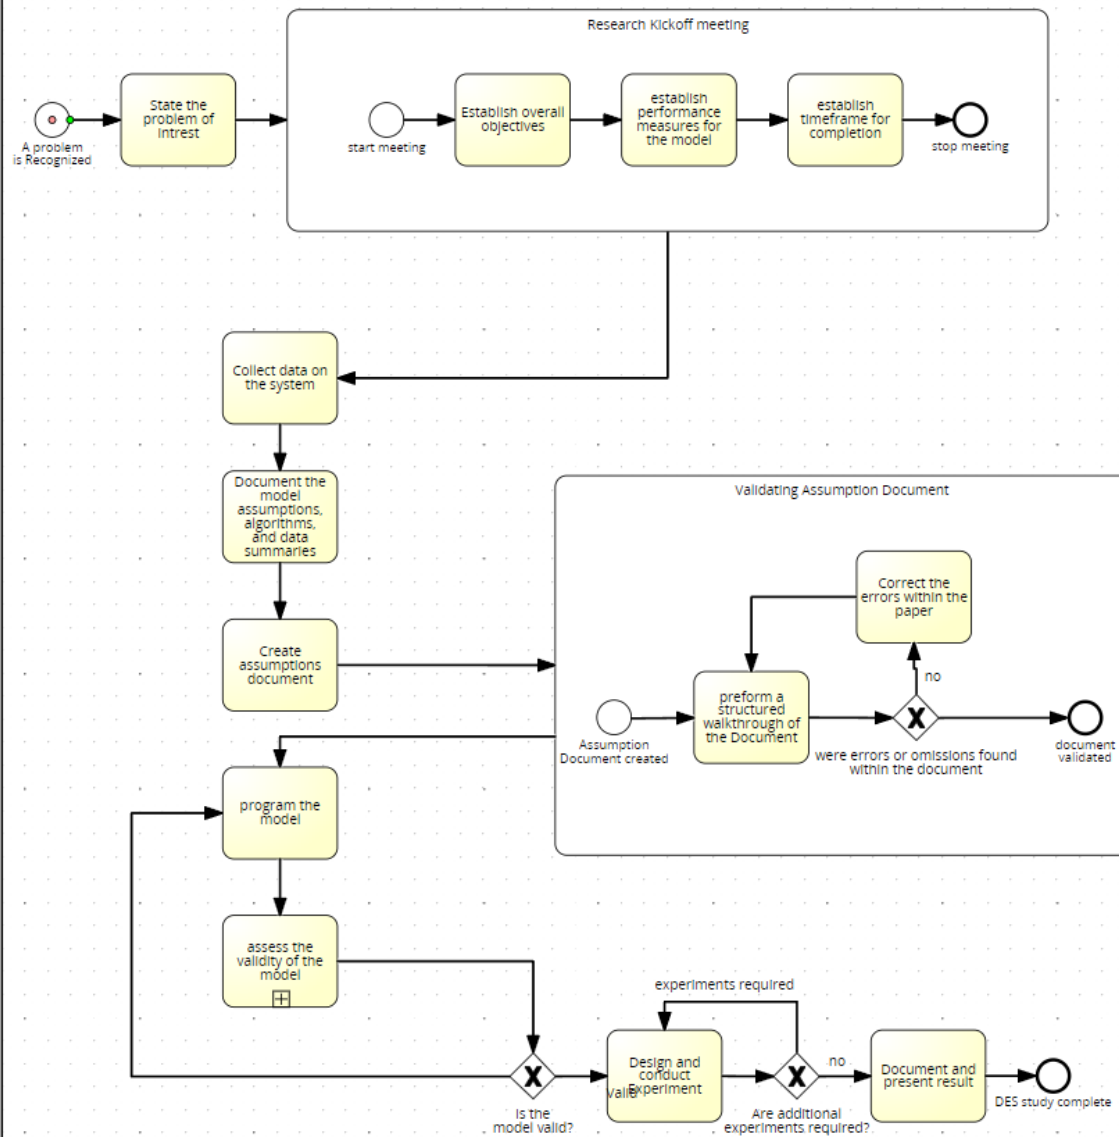 Research Kickoff meeting
A problem
is Recognized
State the
problem of
intrest
start meeting
Establish overall
objectives
establish
performance
measures for
the model
establish
timeframe for
completion
stop meeting
Collect data on
the system
Document the
model
assumptions,
algorithms,
and data
summaries
Create
assumptions
document
Validating Assumption Document
Correct the
errors within the
paper
no
Assumption
Document created
preform a
structured
walkthrough of
the Document
were errors or omissions found
within the document
document
validated
program the
model
assess the
validity of the
model
Is the
model valid?
Valid
experiments required
Design and
conduct
Experiment
Are additional
experiments required?
no
Document and
present result
DES study complete